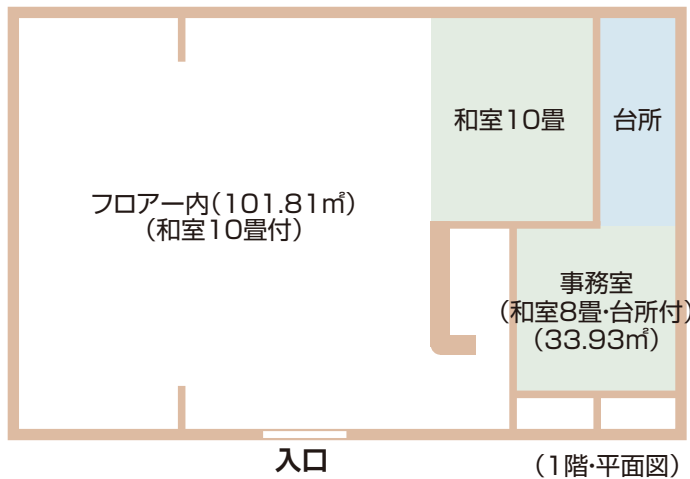 和室10畳
台所
フロアー内(101.81㎡)
(和室10畳付)
事務室
(和室8畳・台所付)
(33.93㎡)
入口
(1階・平面図)